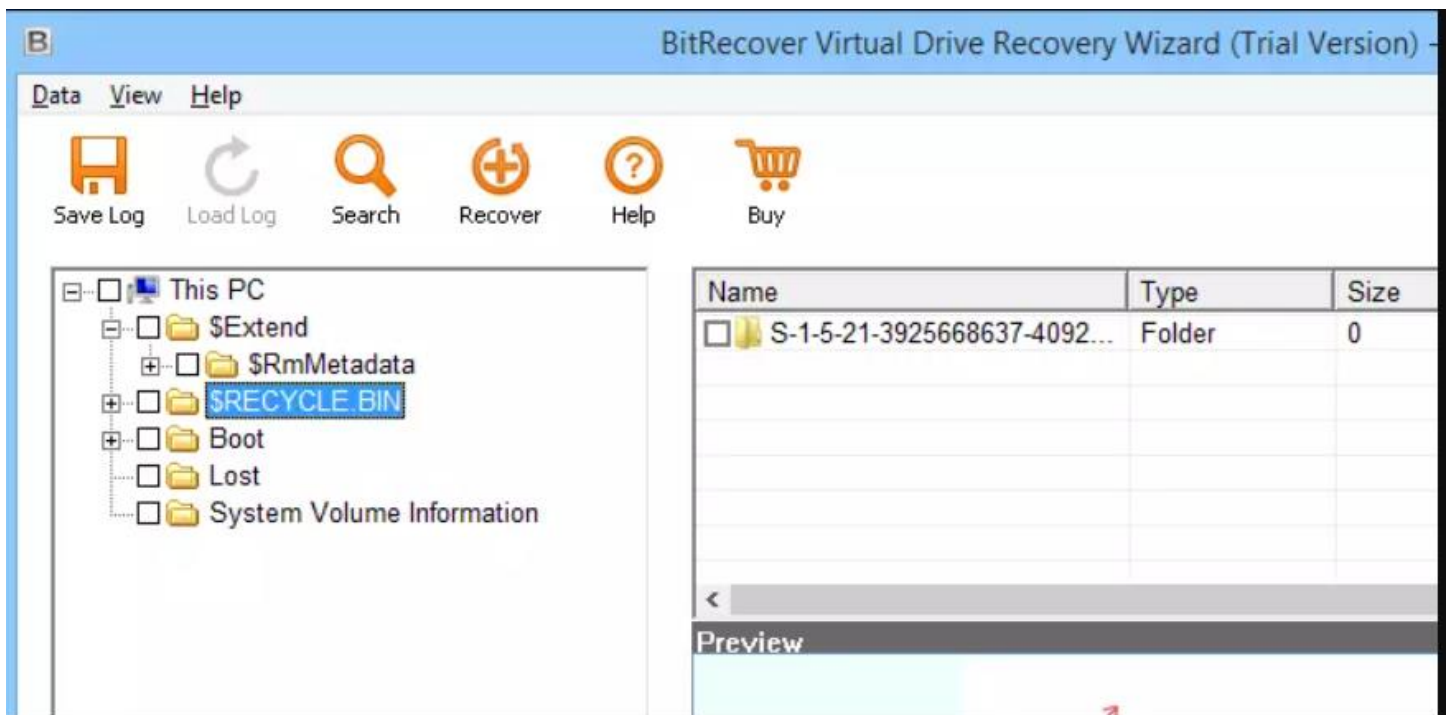 B BitRecover Virtual Drive Recovery Wizard (Trial Version) -
Data View Help
Save Log Load Log Search Recover Help Buy
This PC
$Extend
$RmMetadata
$RECYCLE.BIN
Boot
Lost
System Volume Information
Name Type Size
S-1-5-21-3925668637-4092... Folder 0
Preview